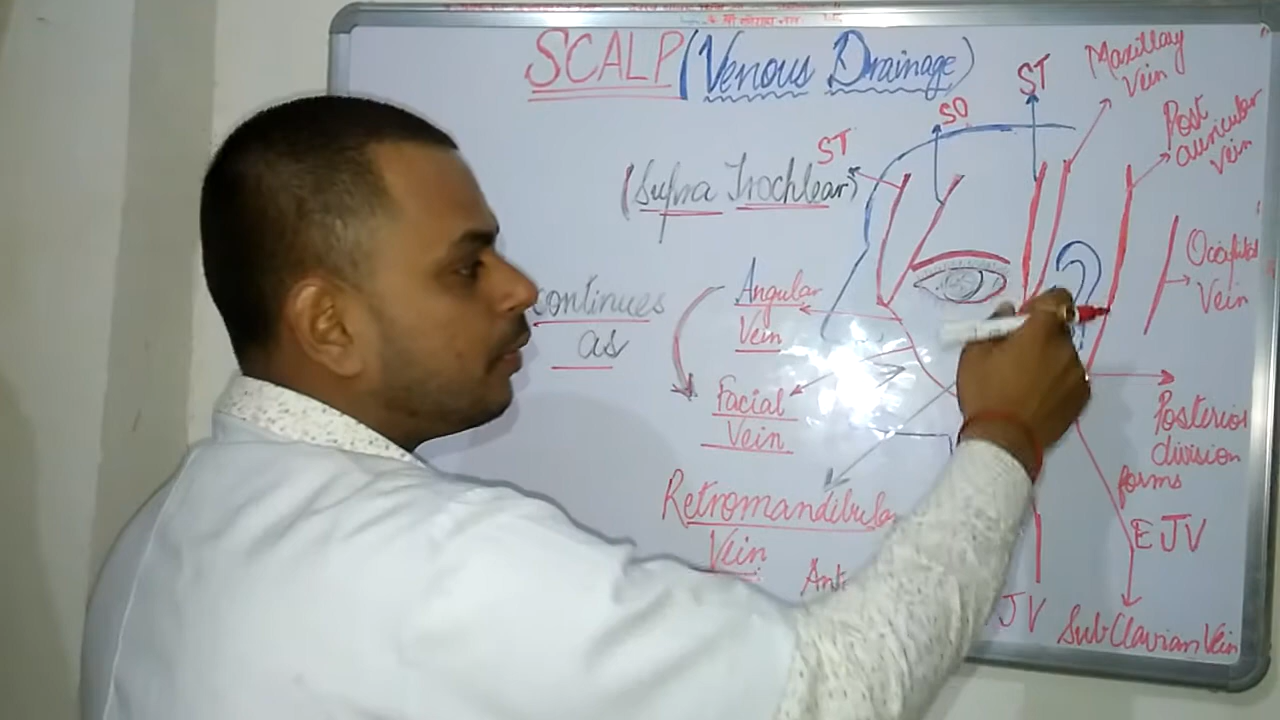 SCALP (Venous Drainage)
ST
SO
ST
Maxillary
Vein
Post
auricular
vein
(Supra Trochlear)
Occipital
Vein
continues
as
Angular
Vein
Facial
Vein
Posterior
division
forms
EJV
Retromandibular
Vein
Ant
JV
SubClavian Vein